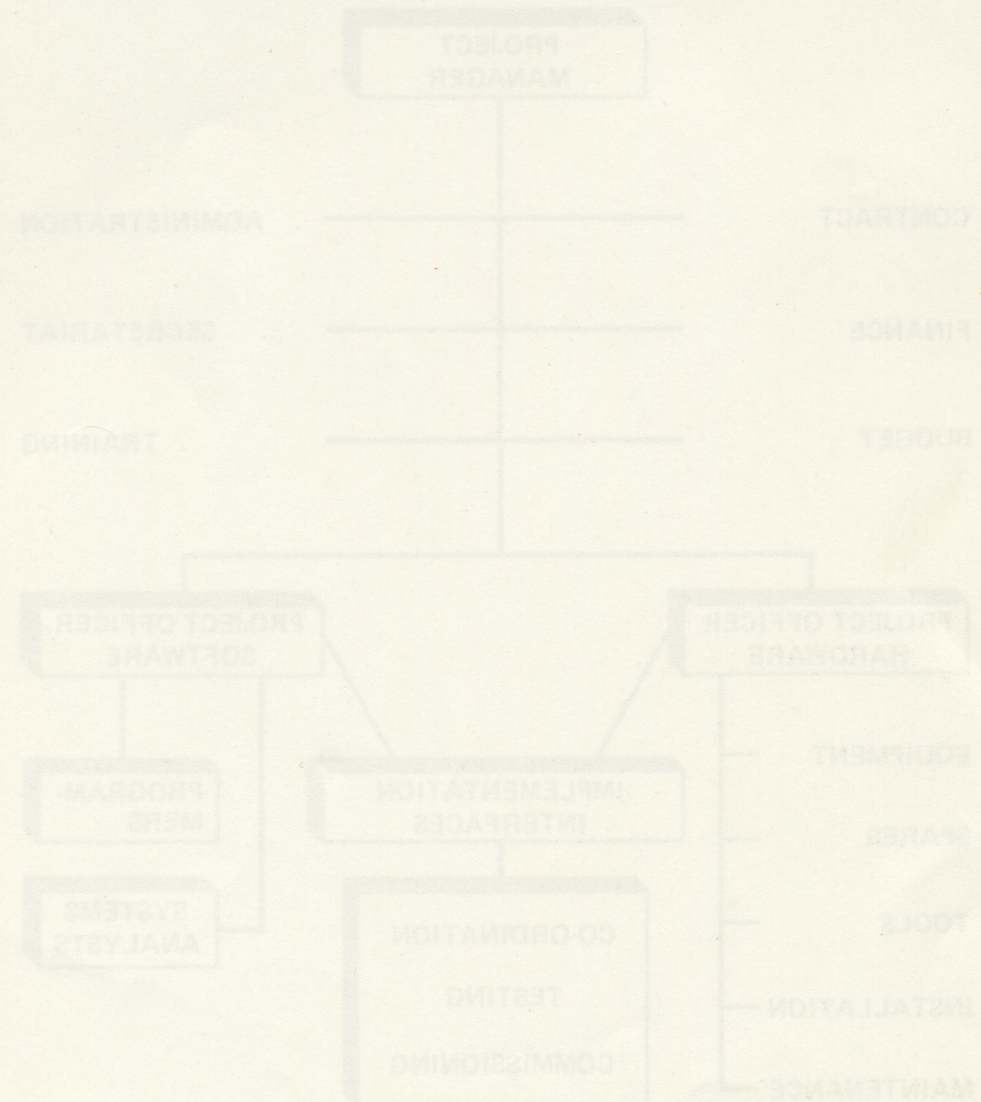 PROJECT
MANAGER
CONTRACT
ADMINISTRATION
FINANCE
SECRETARIAT
BUDGET
TRAINING
PROJECT OFFICER
HARDWARE
PROJECT OFFICER
SOFTWARE
EQUIPMENT
SPARES
TOOLS
INSTALLATION
MAINTENANCE
IMPLEMENTATION
INTERFACES
CO-ORDINATION
TESTING
COMMISSIONING
PROGRAM-
MERS
SYSTEMS
ANALYSTS